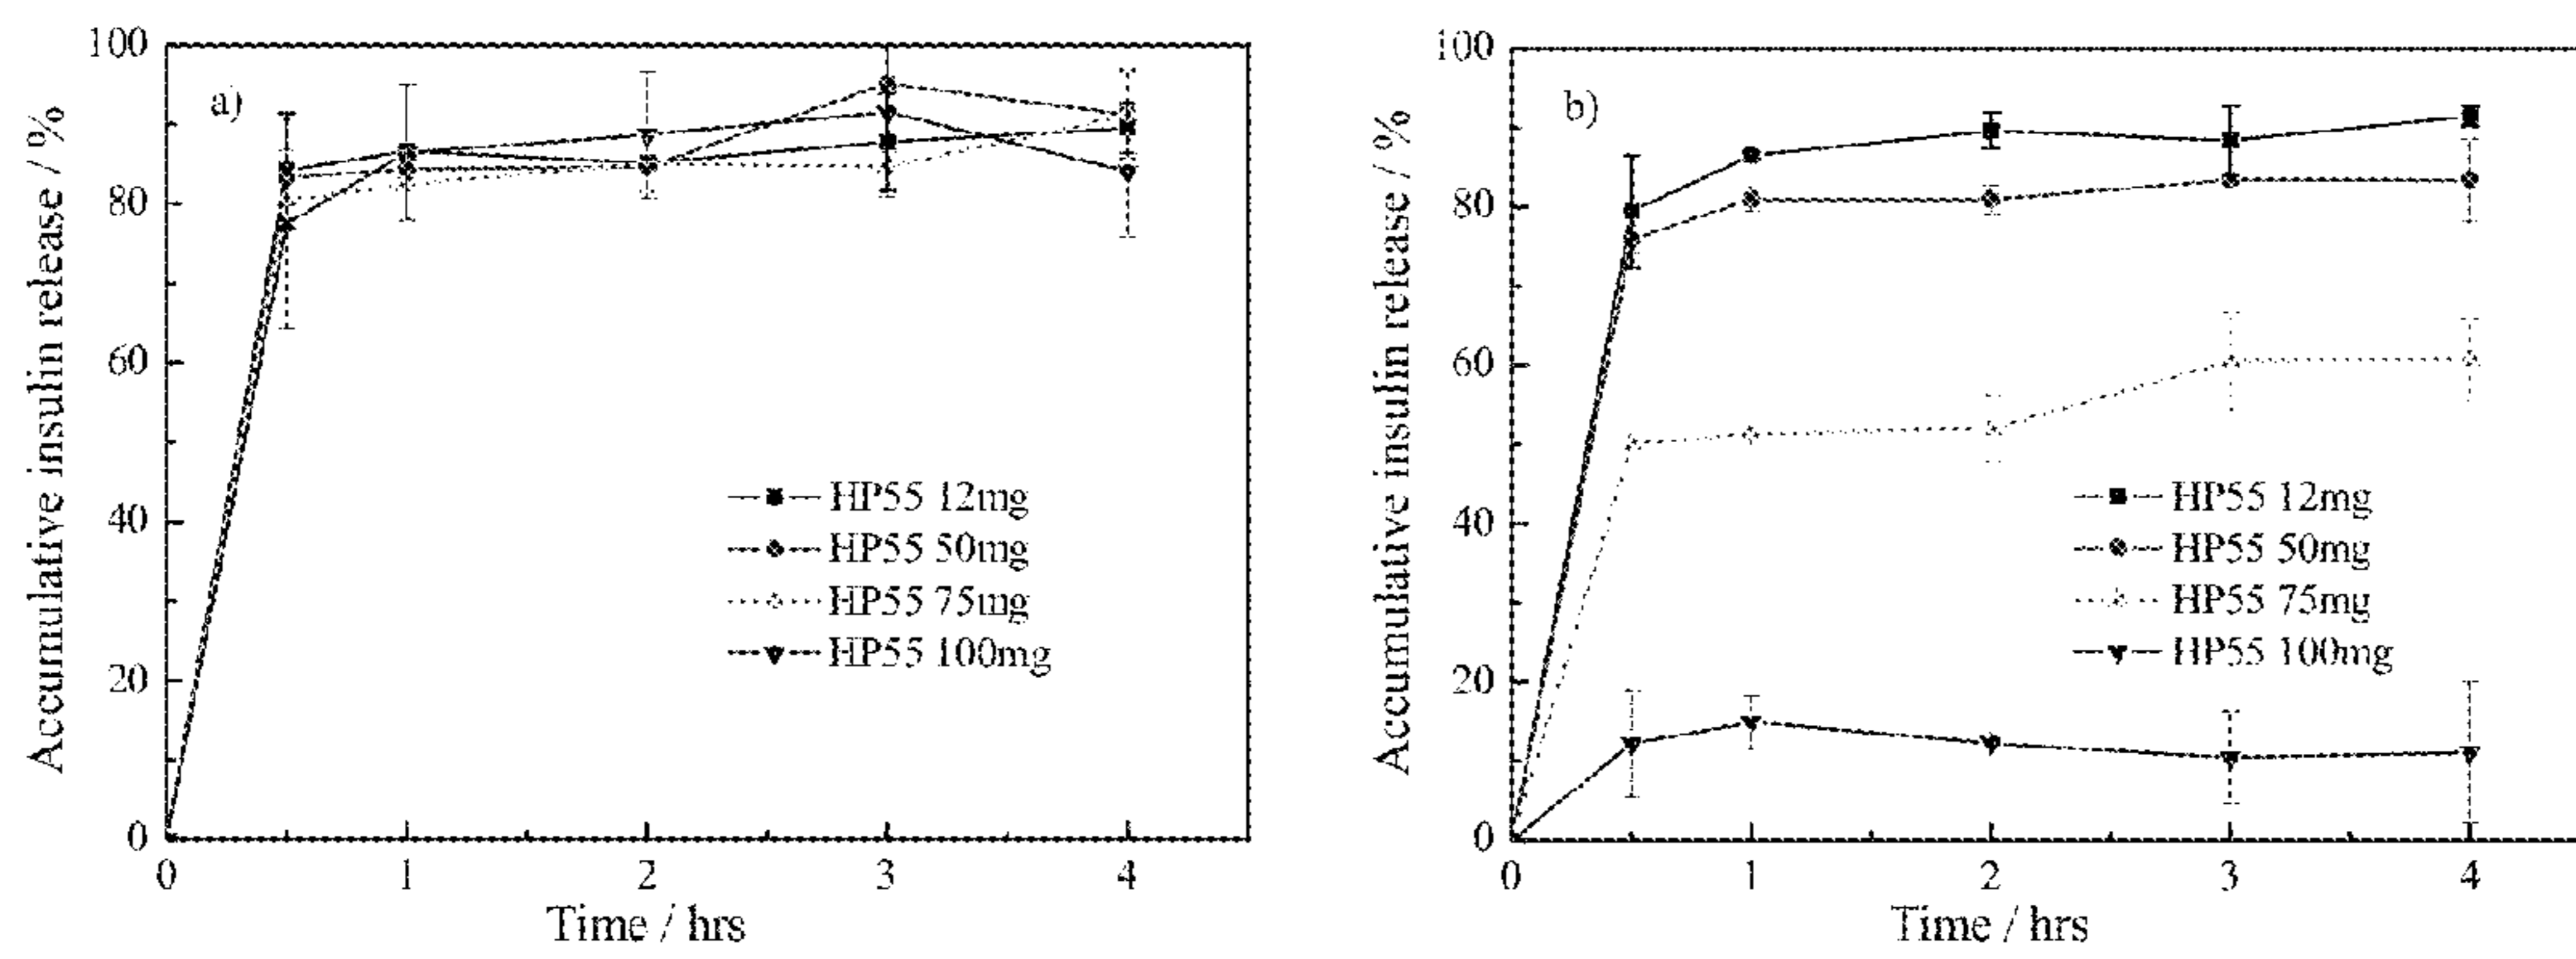 Accumulative insulin release / %
100
80
60
40
20
0
a)
HP55 12mg
HP55 50mg
HP55 75mg
HP55 100mg
0 1 2 3 4
Time / hrs
Accumulative insulin release / %
100
80
60
40
20
0
b)
HP55 12mg
HP55 50mg
HP55 75mg
HP55 100mg
0 1 2 3 4
Time / hrs